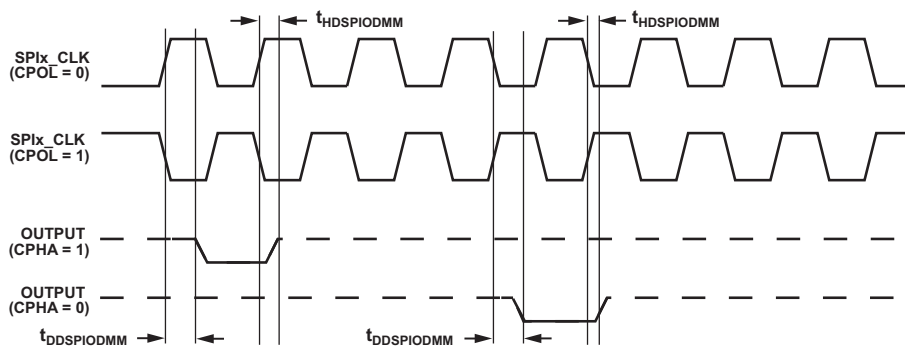 tHDSPIODMM
tHDSPIODMM
SPIx_CLK
(CPOL = 0)
SPIx_CLK
(CPOL = 1)
OUTPUT
(CPHA = 1)
OUTPUT
(CPHA = 0)
tDDSPIODMM
tDDSPIODMM